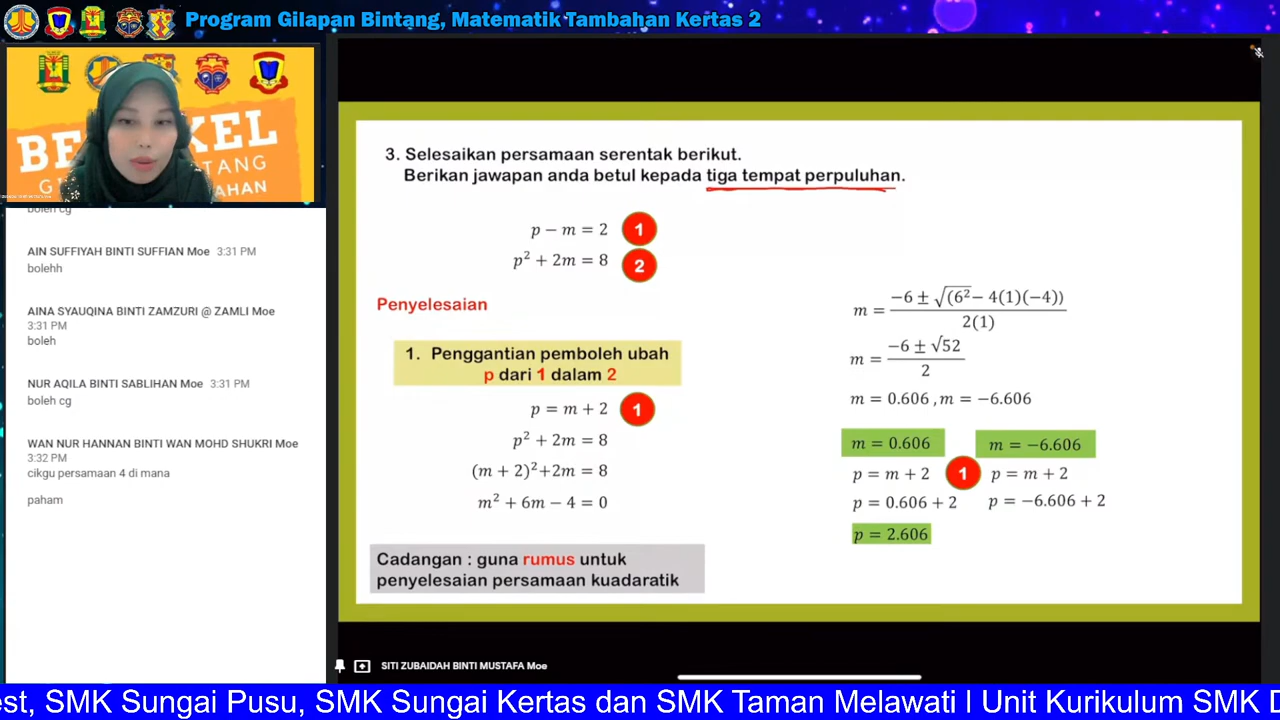 Program Gilapan Bintang, Matematik Tambahan Kertas 2
boleh cg
AIN SUFFIYAH BINTI SUFFIAN Moe 3:31 PM
bolehh
AINA SYAUQINA BINTI ZAMZURI @ ZAMLI Moe
3:31 PM
boleh
NUR AQILA BINTI SABLIHAN Moe 3:31 PM
boleh cg
WAN NUR HANNAN BINTI WAN MOHD SHUKRI Moe
3:32 PM
cikgu persamaan 4 di mana
paham
3. Selesaikan persamaan serentak berikut.
Berikan jawapan anda betul kepada tiga tempat perpuluhan.
p − m = 2 1
p² + 2m = 8 2
Penyelesaian
1. Penggantian pemboleh ubah
p dari 1 dalam 2
p = m + 2 1
p² + 2m = 8
(m + 2)²+2m = 8
m² + 6m − 4 = 0
Cadangan : guna rumus untuk
penyelesaian persamaan kuadaratik
m = (−6 ± √(6² − 4(1)(−4))) / 2(1)
m = (−6 ± √52) / 2
m = 0.606 , m = −6.606
m = 0.606 m = −6.606
p = m + 2 1 p = m + 2
p = 0.606 + 2 p = −6.606 + 2
p = 2.606
SITI ZUBAIDAH BINTI MUSTAFA Moe
est, SMK Sungai Pusu, SMK Sungai Kertas dan SMK Taman Melawati l Unit Kurikulum SMK D